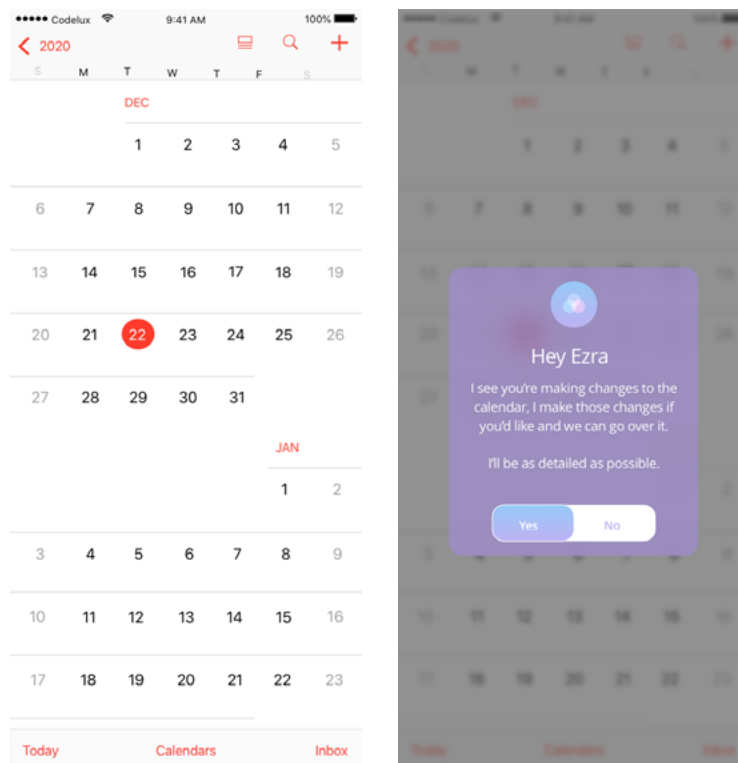 Codelux 9:41 AM 100%
2020
S M T W T F S
DEC
1 2 3 4 5
6 7 8 9 10 11 12
13 14 15 16 17 18 19
20 21 22 23 24 25 26
27 28 29 30 31
JAN
1 2
3 4 5 6 7 8 9
10 11 12 13 14 15 16
17 18 19 20 21 22 23
Today Calendars Inbox
Hey Ezra
I see you're making changes to the
calendar, I make those changes if
you'd like and we can go over it.
I'll be as detailed as possible.
Yes No